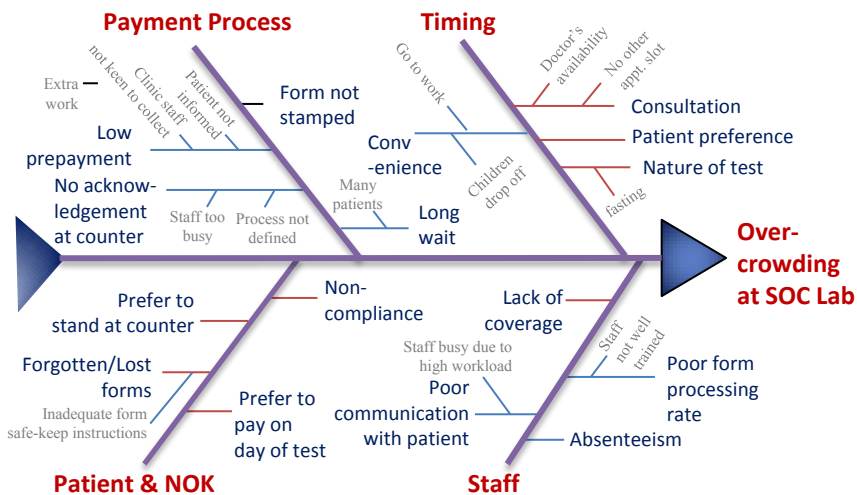 Payment Process
Timing
Extra
work
Clinic staff
not keen to collect
Patient not
informed
Form not
stamped
Low
prepayment
No acknow-
ledgement
at counter
Staff too
busy
Process not
defined
Many
patients
Long
wait
Go to work
Conv
-enience
Children
drop off
Doctor's
availability
No other
appt. slot
Consultation
Patient preference
Nature of test
fasting
Over-
crowding
at SOC Lab
Prefer to
stand at counter
Non-
compliance
Forgotten/Lost
forms
Inadequate form
safe-keep instructions
Prefer to
pay on
day of test
Lack of
coverage
Staff busy due to
high workload
Poor
communication
with patient
Staff
not well
trained
Poor form
processing
rate
Absenteeism
Patient & NOK
Staff